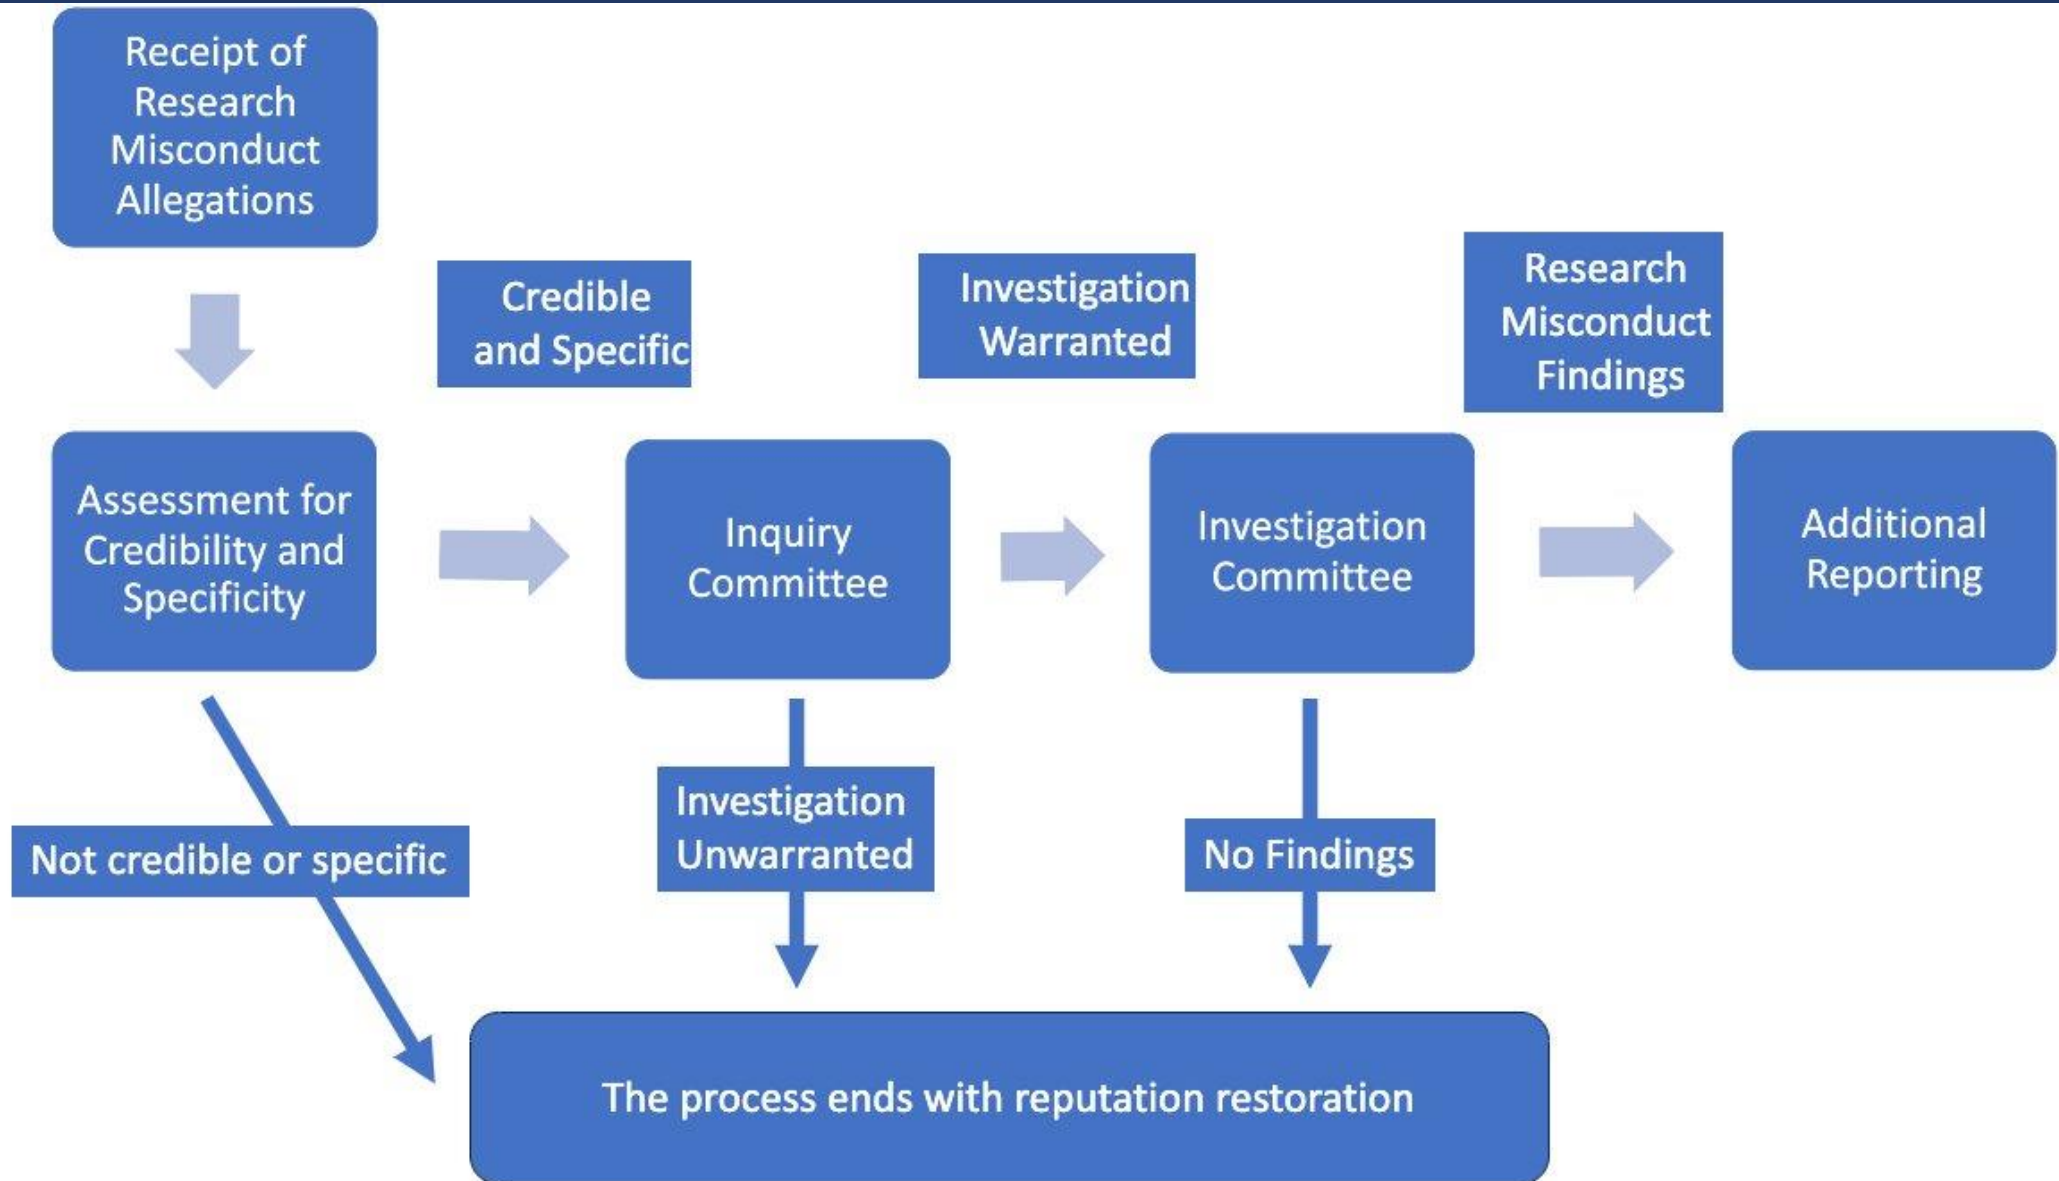 Receipt of
Research
Misconduct
Allegations
Credible
and Specific
Investigation
Warranted
Research
Misconduct
Findings
Assessment for
Credibility and
Specificity
Inquiry
Committee
Investigation
Committee
Additional
Reporting
Not credible or specific
Investigation
Unwarranted
No Findings
The process ends with reputation restoration